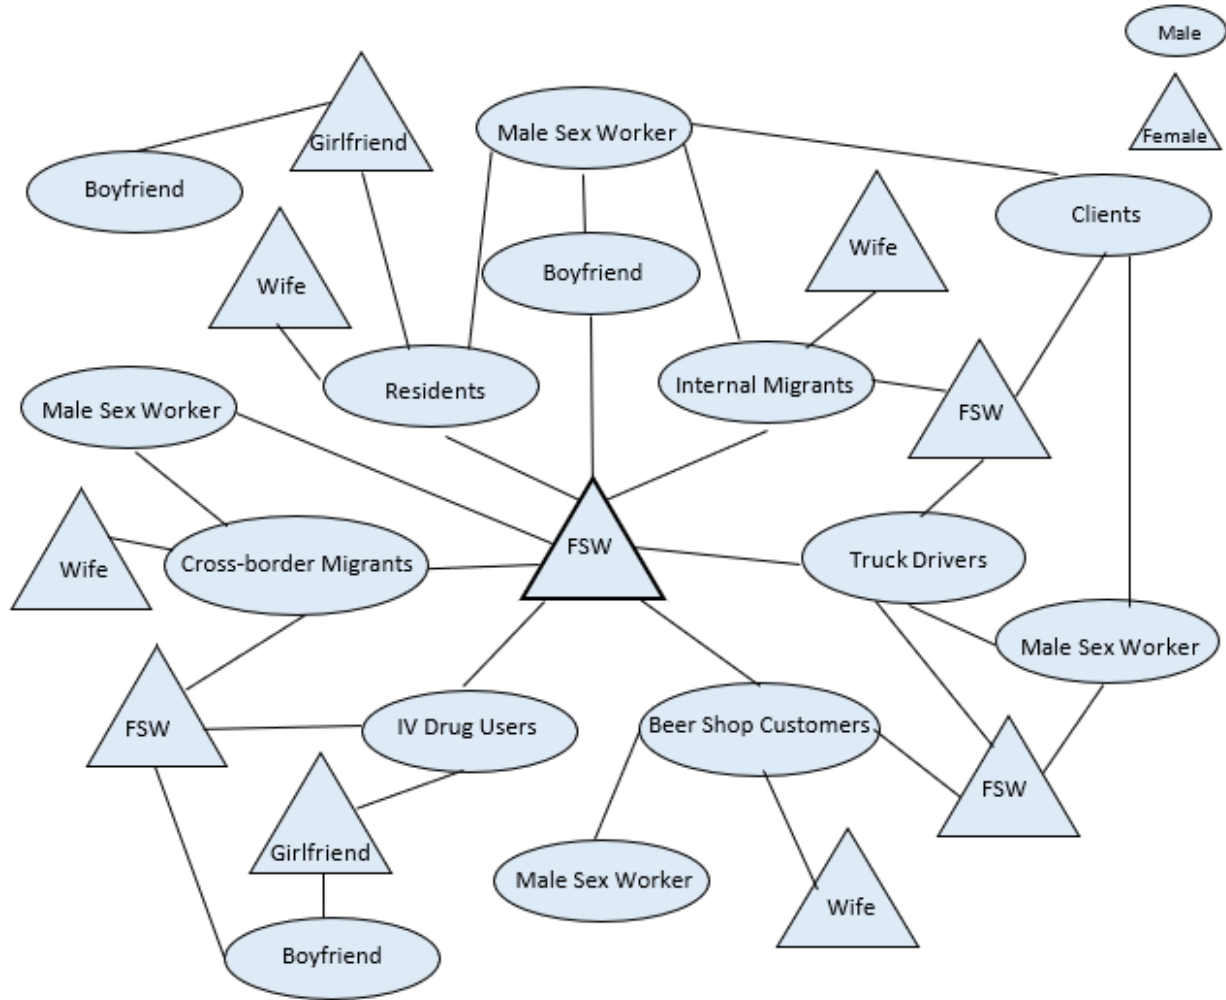 Male
Female
Girlfriend
Male Sex Worker
Boyfriend
Clients
Wife
Boyfriend
Wife
Residents
Internal Migrants
Male Sex Worker
FSW
FSW
Wife
Cross-border Migrants
Truck Drivers
Male Sex Worker
FSW
IV Drug Users
Beer Shop Customers
FSW
Girlfriend
Male Sex Worker
Wife
Boyfriend